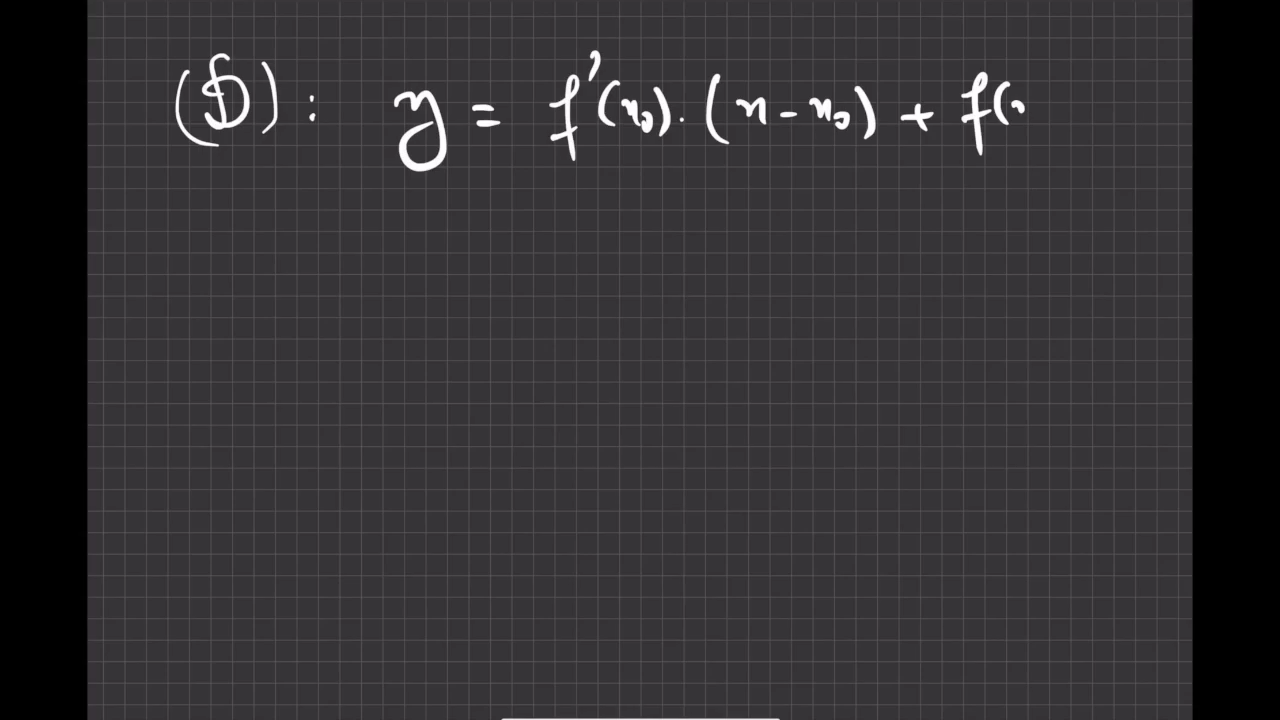 (D) : y = f'(x₀) . (x - x₀) + f(